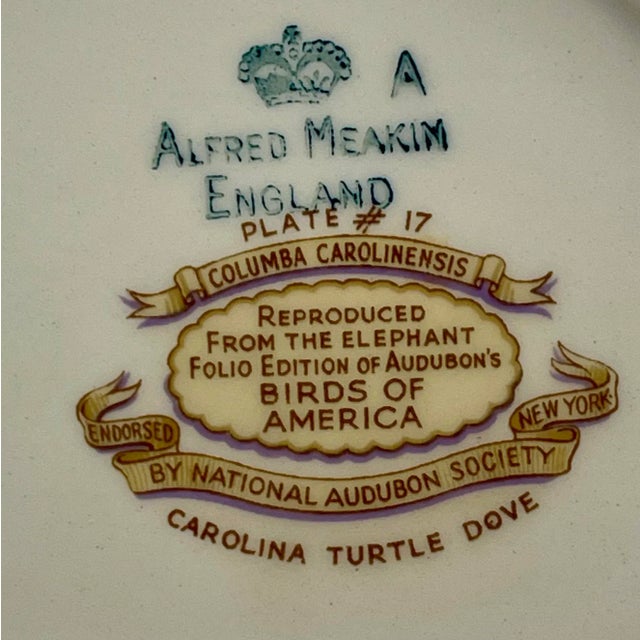 A
ALFRED MEAKIN
ENGLAND
PLATE # 17
COLUMBA CAROLINENSIS
REPRODUCED
FROM THE ELEPHANT
FOLIO EDITION OF AUDUBON'S
BIRDS OF
AMERICA
ENDORSED
NEW YORK
BY NATIONAL AUDUBON SOCIETY
CAROLINA TURTLE DOVE